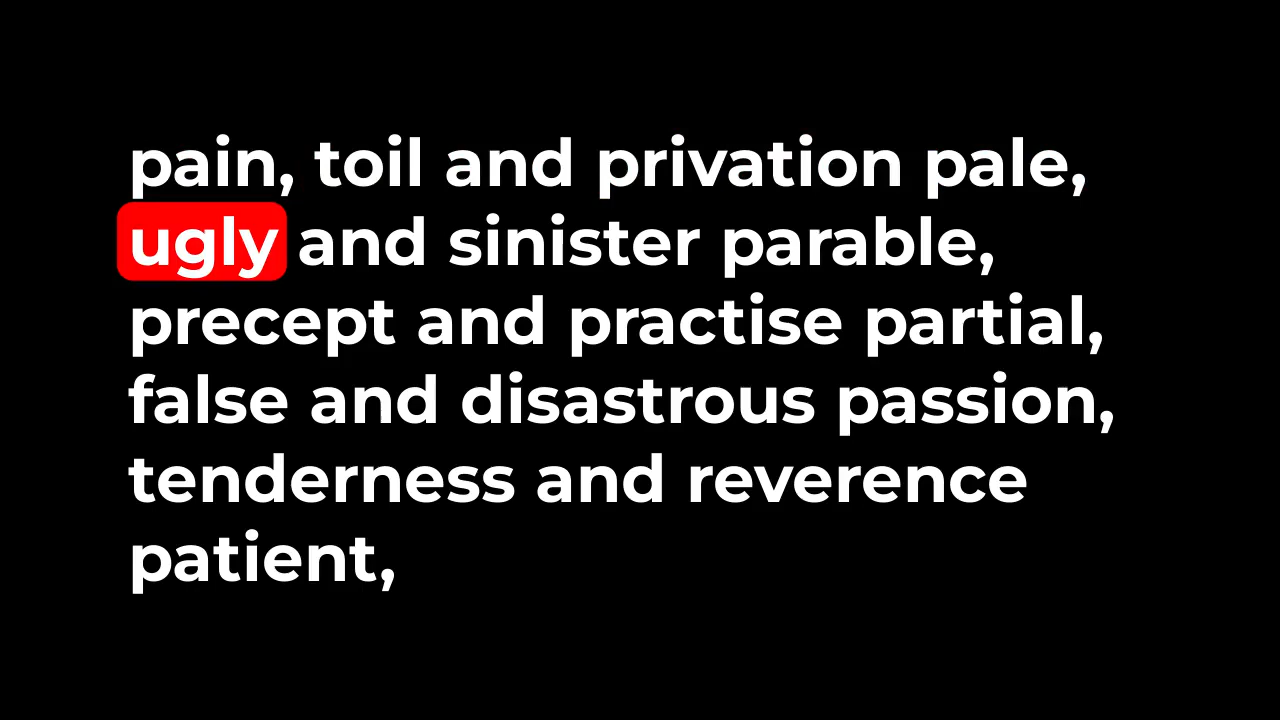 pain, toil and privation pale,
ugly and sinister parable,
precept and practise partial,
false and disastrous passion,
tenderness and reverence
patient,